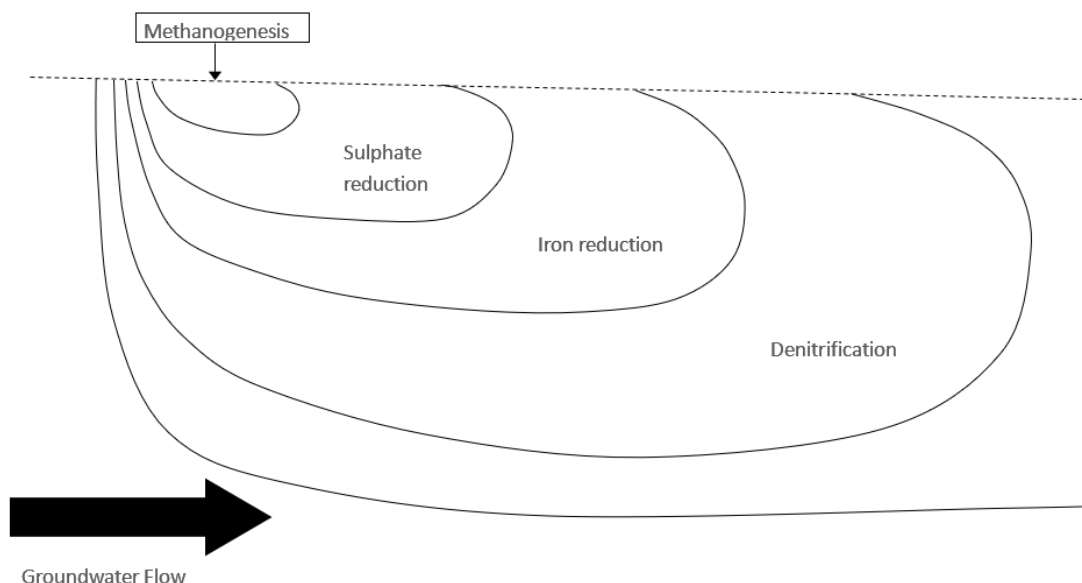 Methanogenesis
Sulphate
reduction
Iron reduction
Denitrification
Groundwater Flow